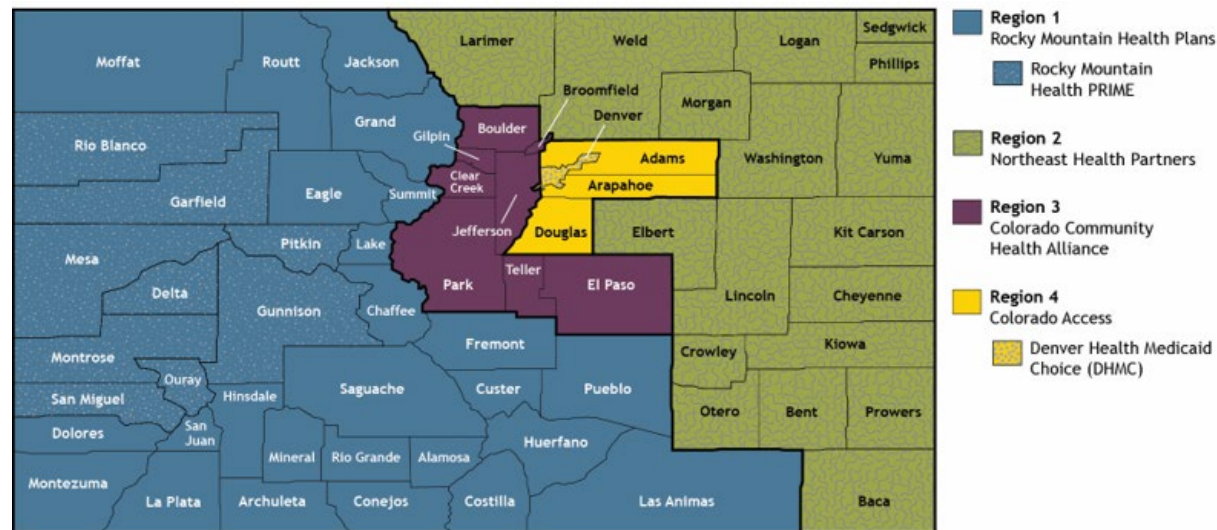 Moffat
Routt
Jackson
Larimer
Weld
Logan
Sedgwick
Phillips
Grand
Boulder
Broomfield
Denver
Morgan
Gilpin
Rio Blanco
Adams
Washington
Yuma
Eagle
Summit
Clear
Creek
Arapahoe
Garfield
Jefferson
Douglas
Elbert
Kit Carson
Pitkin
Lake
Mesa
Park
Teller
El Paso
Delta
Gunnison
Chaffee
Lincoln
Cheyenne
Montrose
Fremont
Crowley
Kiowa
Ouray
San Miguel
Hinsdale
Saguache
Custer
Pueblo
Otero
Bent
Prowers
Dolores
San
Juan
Mineral
Rio Grande
Alamosa
Huerfano
Montezuma
La Plata
Archuleta
Conejos
Costilla
Las Animas
Baca
Region 1
Rocky Mountain Health Plans
Rocky Mountain
Health PRIME
Region 2
Northeast Health Partners
Region 3
Colorado Community
Health Alliance
Region 4
Colorado Access
Denver Health Medicaid
Choice (DHMC)